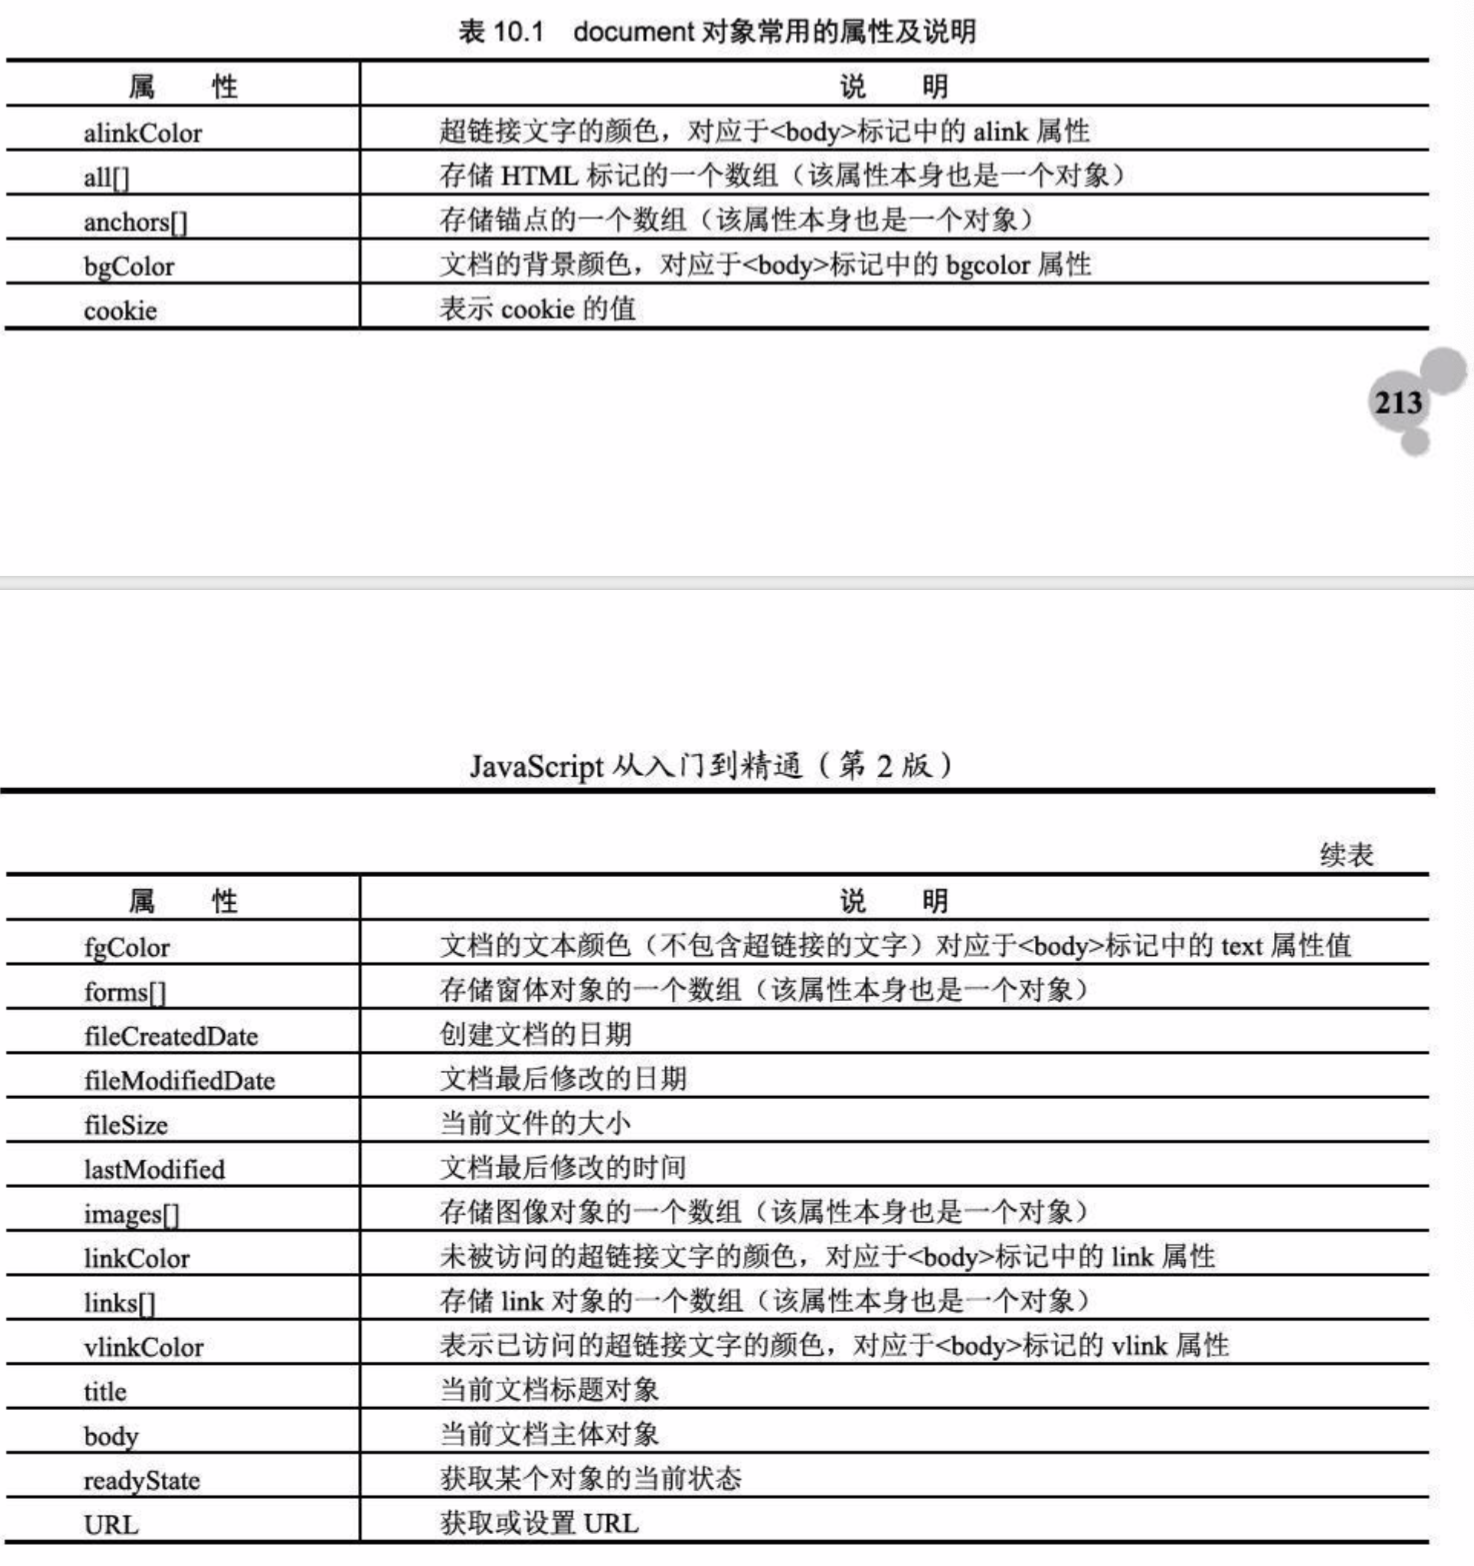 表 10.1 document 对象常用的属性及说明
属 性 说 明
alinkColor 超链接文字的颜色，对应于<body>标记中的 alink 属性
all[] 存储 HTML 标记的一个数组（该属性本身也是一个对象）
anchors[] 存储锚点的一个数组（该属性本身也是一个对象）
bgColor 文档的背景颜色，对应于<body>标记中的 bgcolor 属性
cookie 表示 cookie 的值
213
JavaScript 从入门到精通（第 2 版）
续表
属 性 说 明
fgColor 文档的文本颜色（不包含超链接的文字）对应于<body>标记中的 text 属性值
forms[] 存储窗体对象的一个数组（该属性本身也是一个对象）
fileCreatedDate 创建文档的日期
fileModifiedDate 文档最后修改的日期
fileSize 当前文件的大小
lastModified 文档最后修改的时间
images[] 存储图像对象的一个数组（该属性本身也是一个对象）
linkColor 未被访问的超链接文字的颜色，对应于<body>标记中的 link 属性
links[] 存储 link 对象的一个数组（该属性本身也是一个对象）
vlinkColor 表示已访问的超链接文字的颜色，对应于<body>标记的 vlink 属性
title 当前文档标题对象
body 当前文档主体对象
readyState 获取某个对象的当前状态
URL 获取或设置 URL